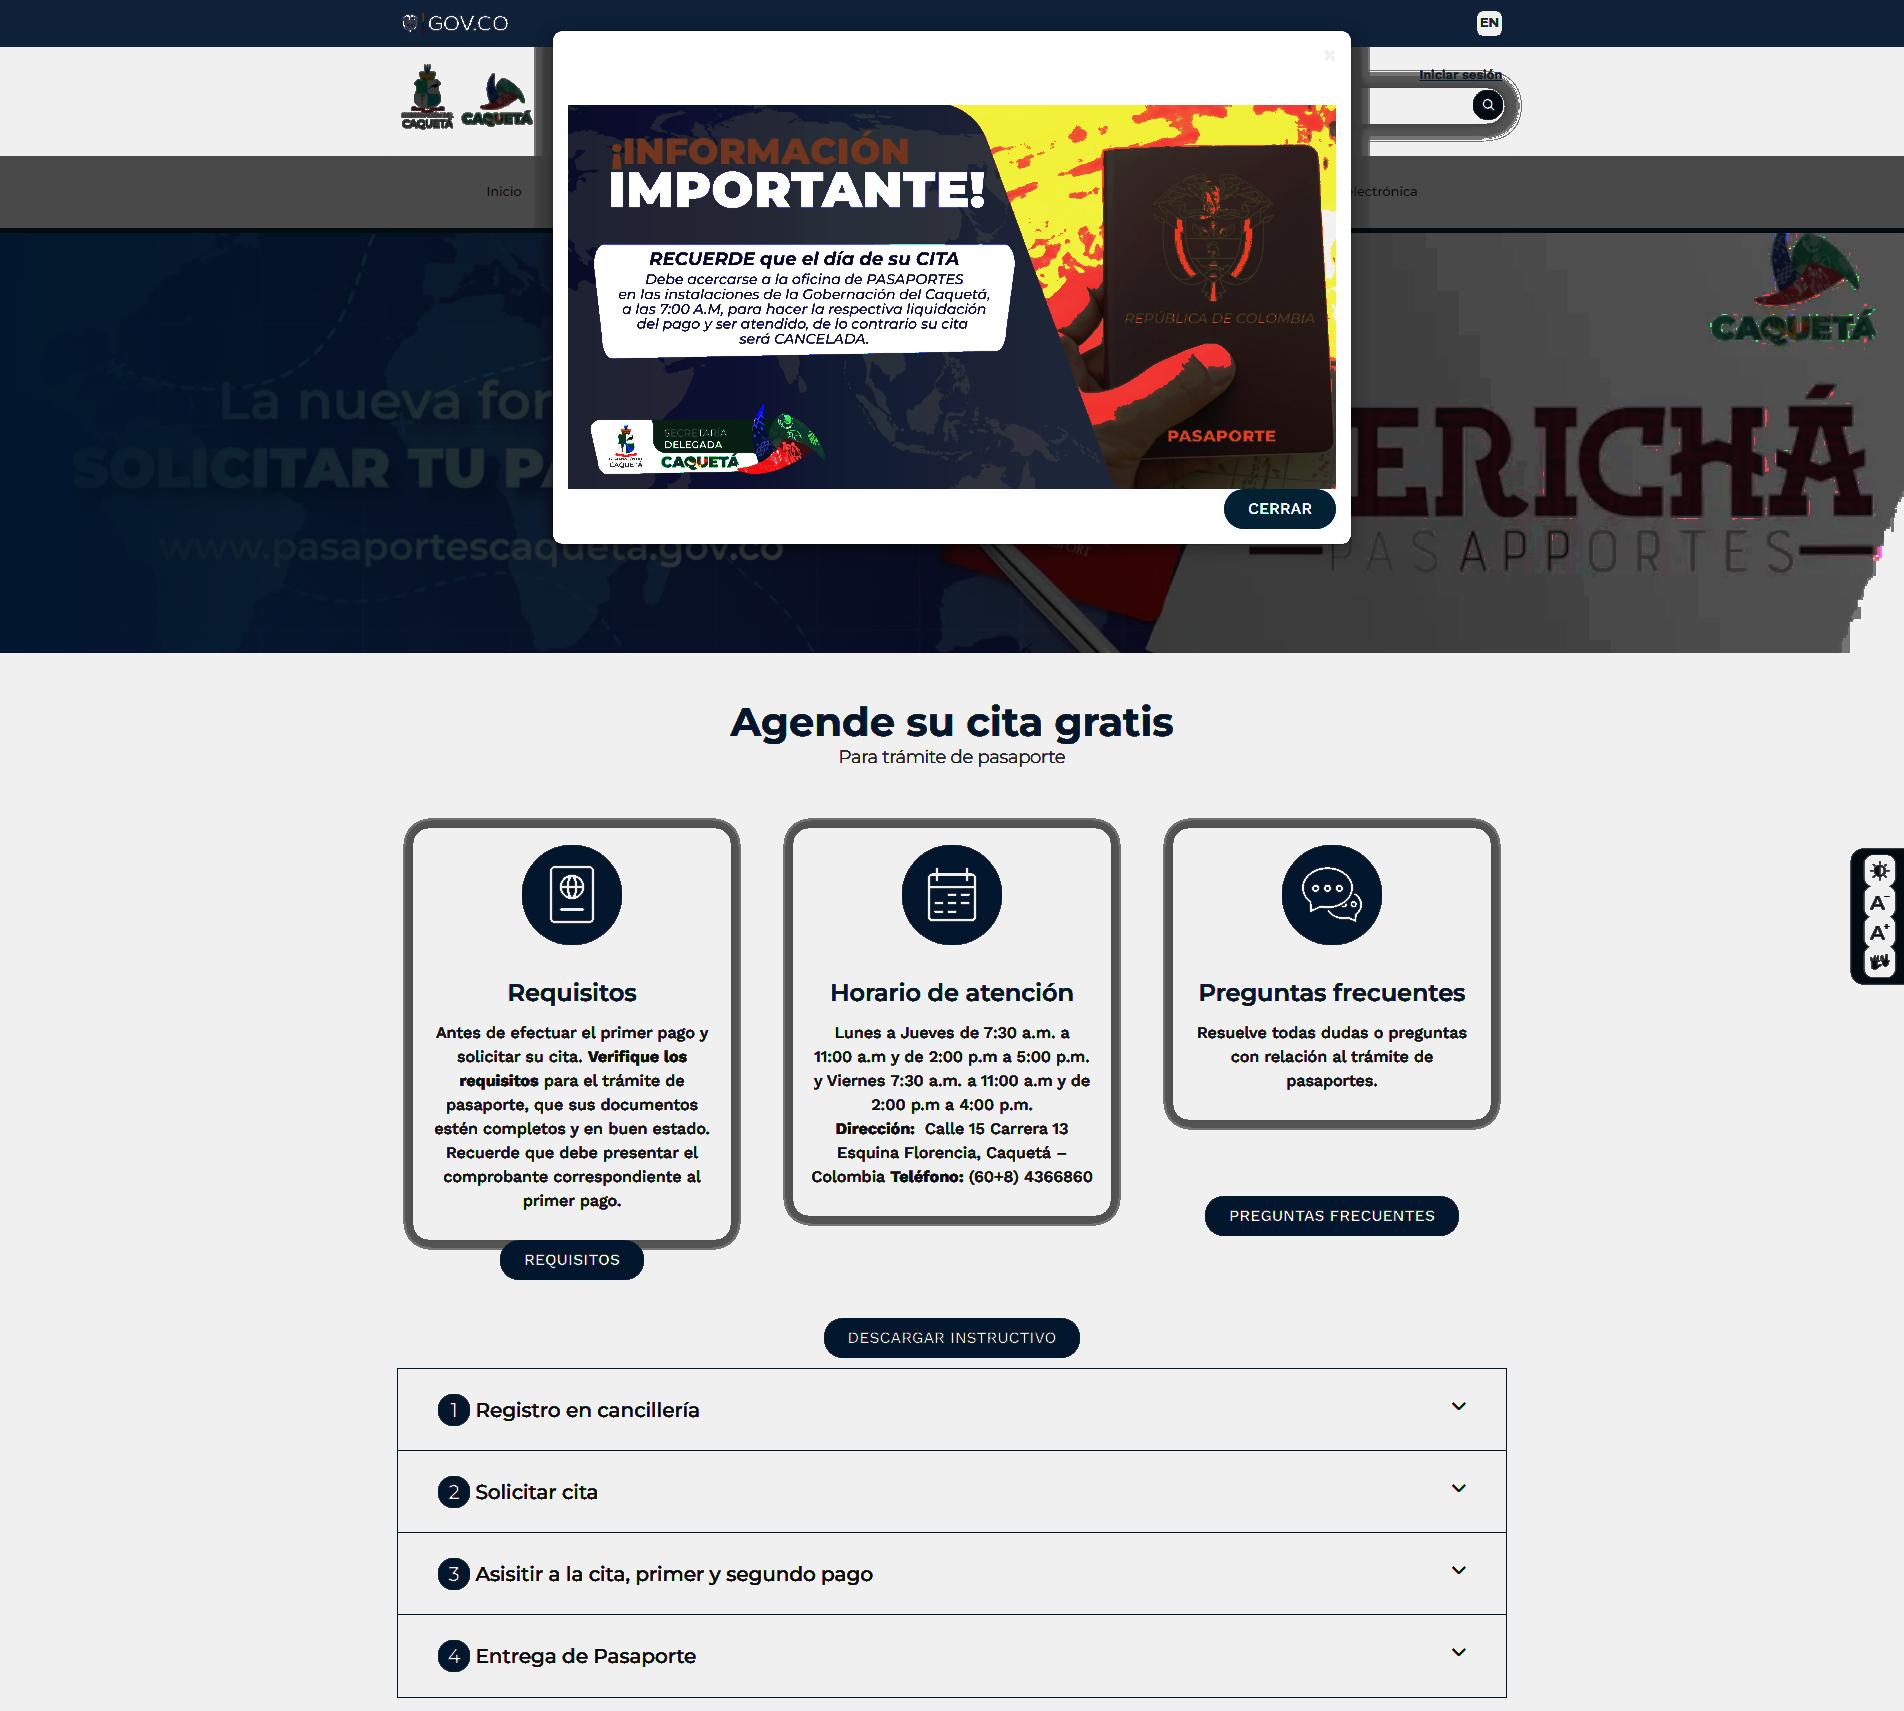 GOV.CO
EN
CAQUETÁ
CAQUETÁ
Iniciar sesión
Inicio
electrónica
¡INFORMACIÓN
IMPORTANTE!
RECUERDE que el día de su CITA
Debe acercarse a la oficina de PASAPORTES
en las instalaciones de la Gobernación del Caquetá,
a las 7:00 A.M, para hacer la respectiva liquidación
del pago y ser atendido, de lo contrario su cita
será CANCELADA.
SECRETARÍA
DELEGADA
CAQUETÁ
CAQUETÁ
REPÚBLICA DE COLOMBIA
PASAPORTE
CERRAR
La nueva for
SOLICITAR TU PA
www.pasaportescaqueta.gov.co
CAQUETÁ
ERICHÁ
PASAPPORTES
Agende su cita gratis
Para trámite de pasaporte
Requisitos
Antes de efectuar el primer pago y
solicitar su cita. Verifique los
requisitos para el trámite de
pasaporte, que sus documentos
estén completos y en buen estado.
Recuerde que debe presentar el
comprobante correspondiente al
primer pago.
REQUISITOS
Horario de atención
Lunes a Jueves de 7:30 a.m. a
11:00 a.m y de 2:00 p.m a 5:00 p.m.
y Viernes 7:30 a.m. a 11:00 a.m y de
2:00 p.m a 4:00 p.m.
Dirección: Calle 15 Carrera 13
Esquina Florencia, Caquetá –
Colombia Teléfono: (60+8) 4366860
Preguntas frecuentes
Resuelve todas dudas o preguntas
con relación al trámite de
pasaportes.
PREGUNTAS FRECUENTES
A-
A+
DESCARGAR INSTRUCTIVO
1 Registro en cancillería
2 Solicitar cita
3 Asisitir a la cita, primer y segundo pago
4 Entrega de Pasaporte